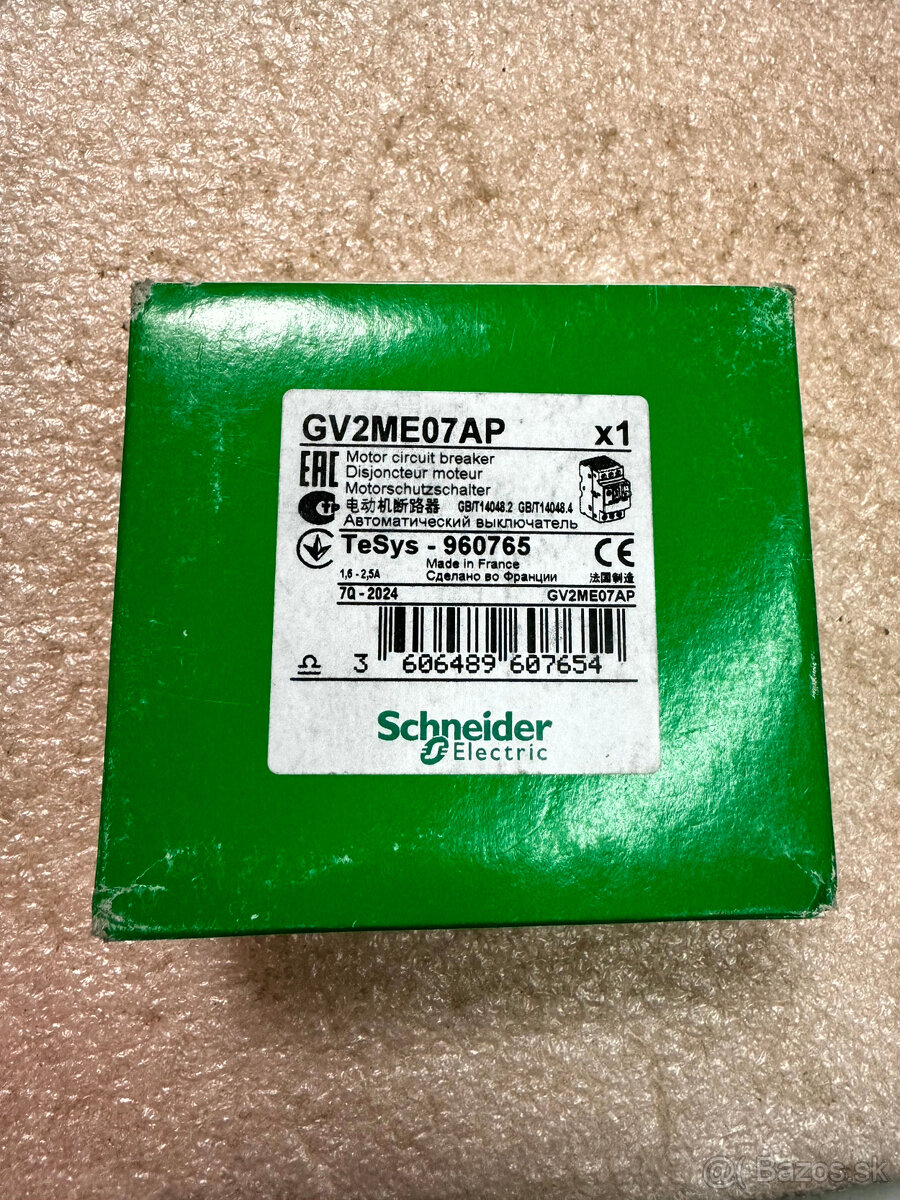 GV2ME07AP x1
EAC Motor circuit breaker
Disjoncteur moteur
Motorschutzschalter
电动机断路器 GB/T14048.2 GB/T14048.4
Автоматический выключатель
TeSys - 960765 CE
Made in France
1,6 - 2,5A Сделано во Франции 法国制造
7Q - 2024 GV2ME07AP
3 606489 607654
Schneider
Electric
@( Bazos.sk